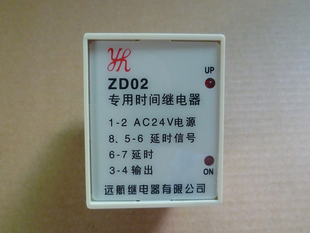 yh
UP
ZD02
专用时间继电器
1-2 AC24V电源
8、5-6 延时信号
6-7延时
3-4输出
ON
远航继电器有限公司